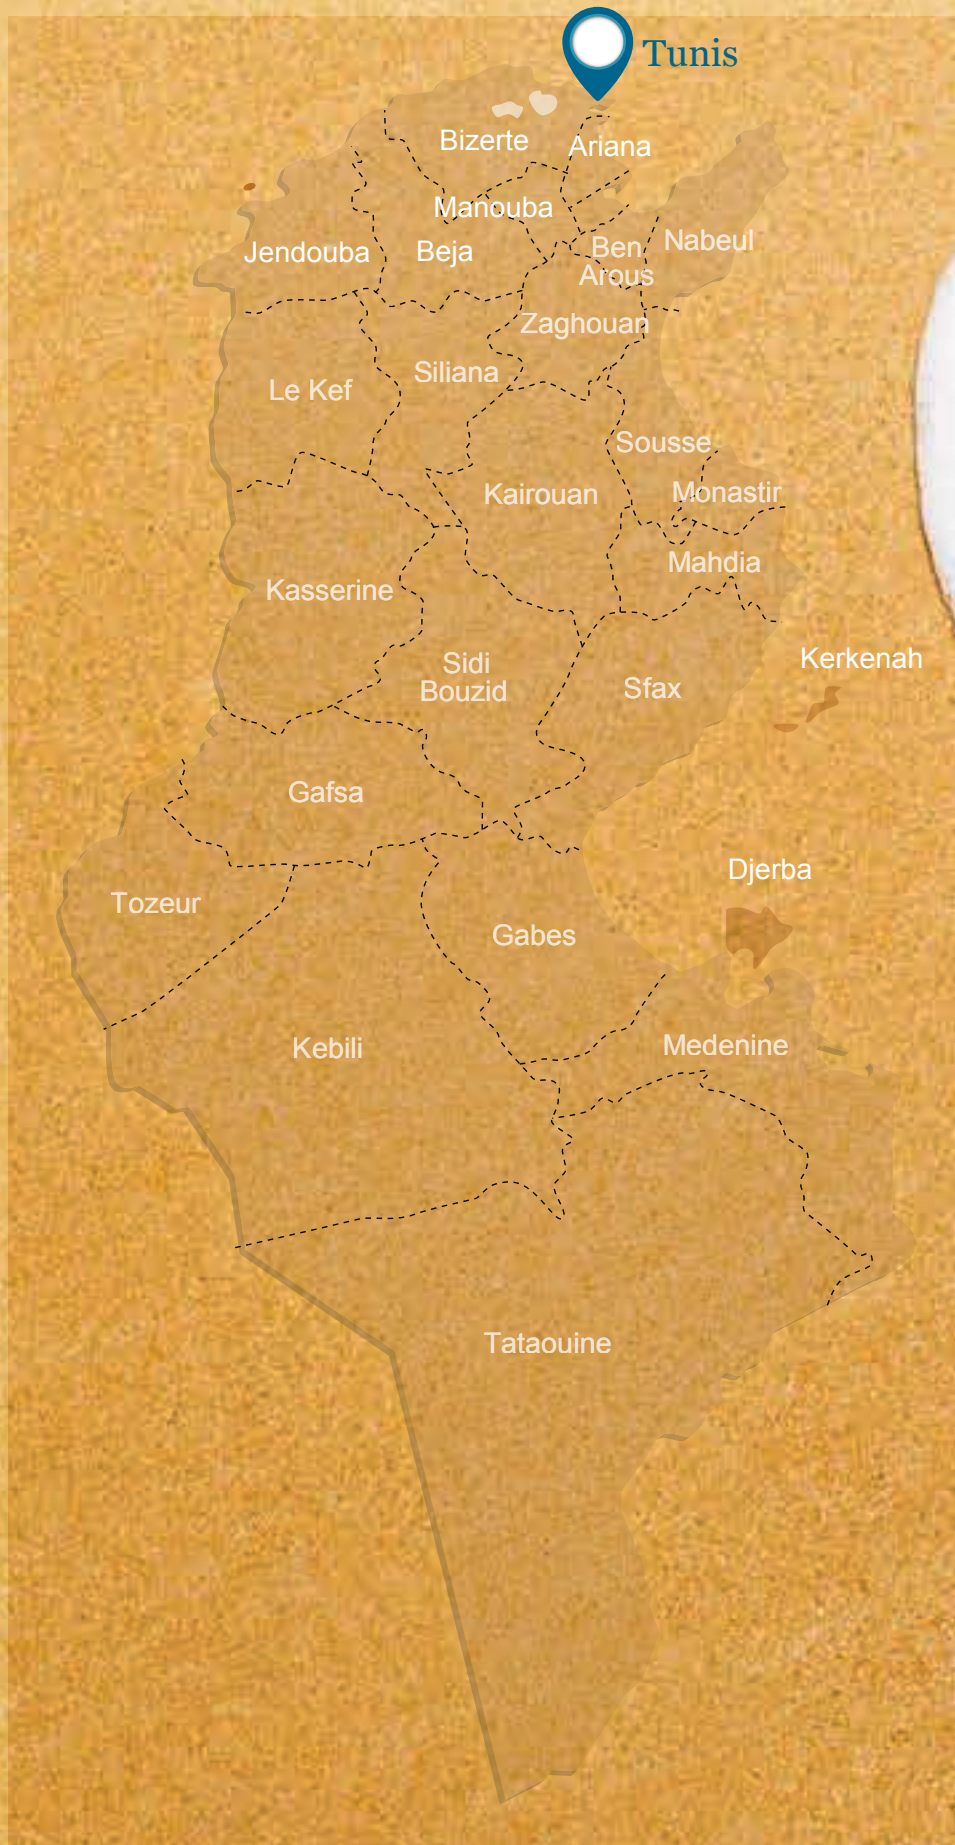 Tunis
Bizerte
Ariana
Manouba
Jendouba
Beja
Ben
Arous
Nabeul
Zaghouan
Siliana
Le Kef
Sousse
Kairouan
Monastir
Mahdia
Kasserine
Sidi
Bouzid
Sfax
Kerkenah
Gafsa
Djerba
Tozeur
Gabes
Kebili
Medenine
Tataouine